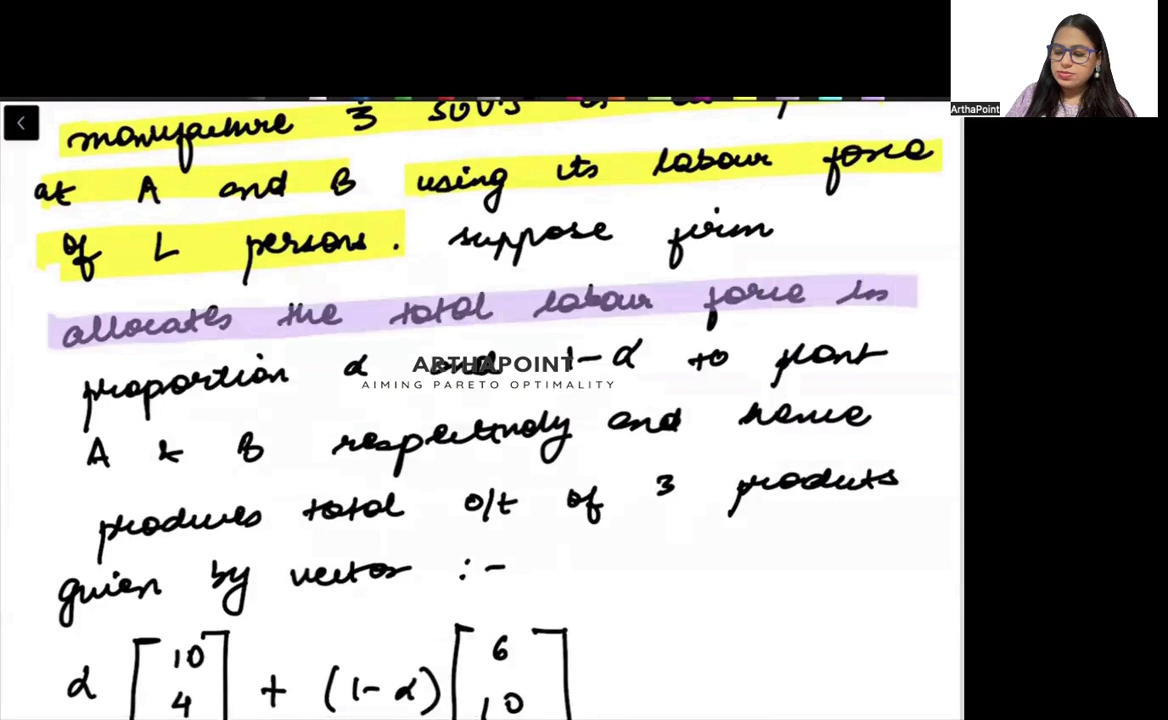 ArthaPoint
manufacture 3
at A and B using its labour force
of L persons. suppose firm
allocates the total labour force in
proportion α and 1-α to plant
ARTHAPOINT
AIMING PARETO OPTIMALITY
A & B respectively and hence
produces total o/t of 3 products
given by vector :-
α [10 + (1-α) [6
4 10